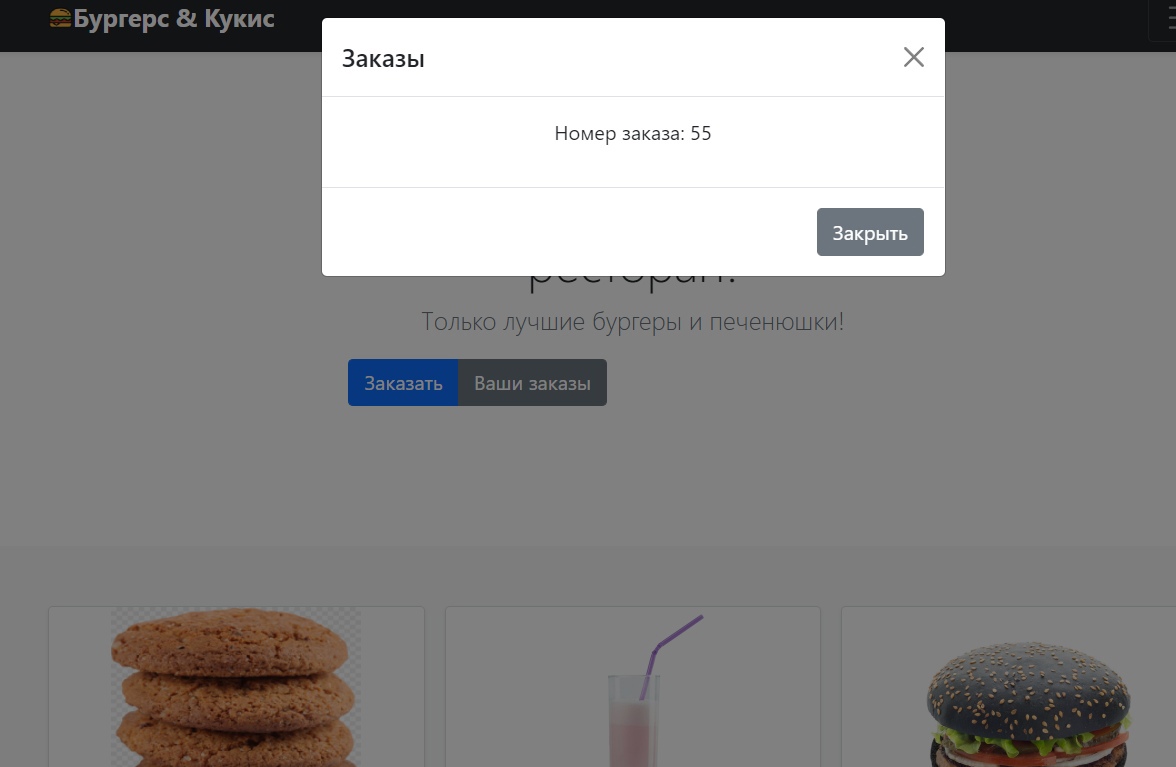 Бургерс & Кукис
Заказы
Номер заказа: 55
Закрыть
ресторан!
Только лучшие бургеры и печенюшки!
Заказать
Ваши заказы